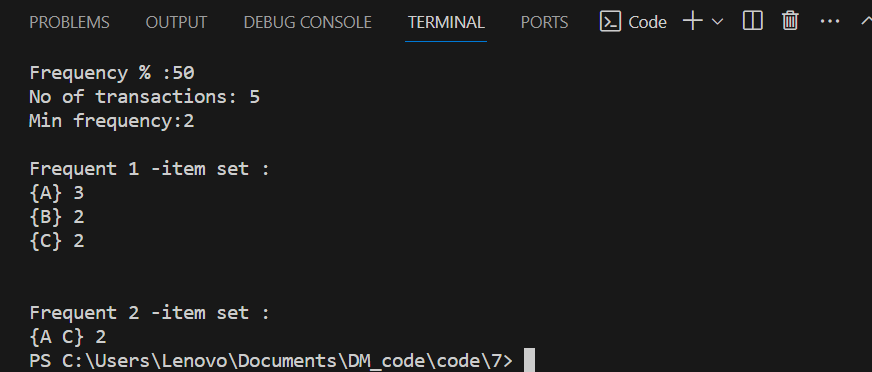 PROBLEMS OUTPUT DEBUG CONSOLE TERMINAL PORTS Code
Frequency % :50
No of transactions: 5
Min frequency:2
Frequent 1 -item set :
{A} 3
{B} 2
{C} 2
Frequent 2 -item set :
{A C} 2
PS C:\Users\Lenovo\Documents\DM_code\code\7>